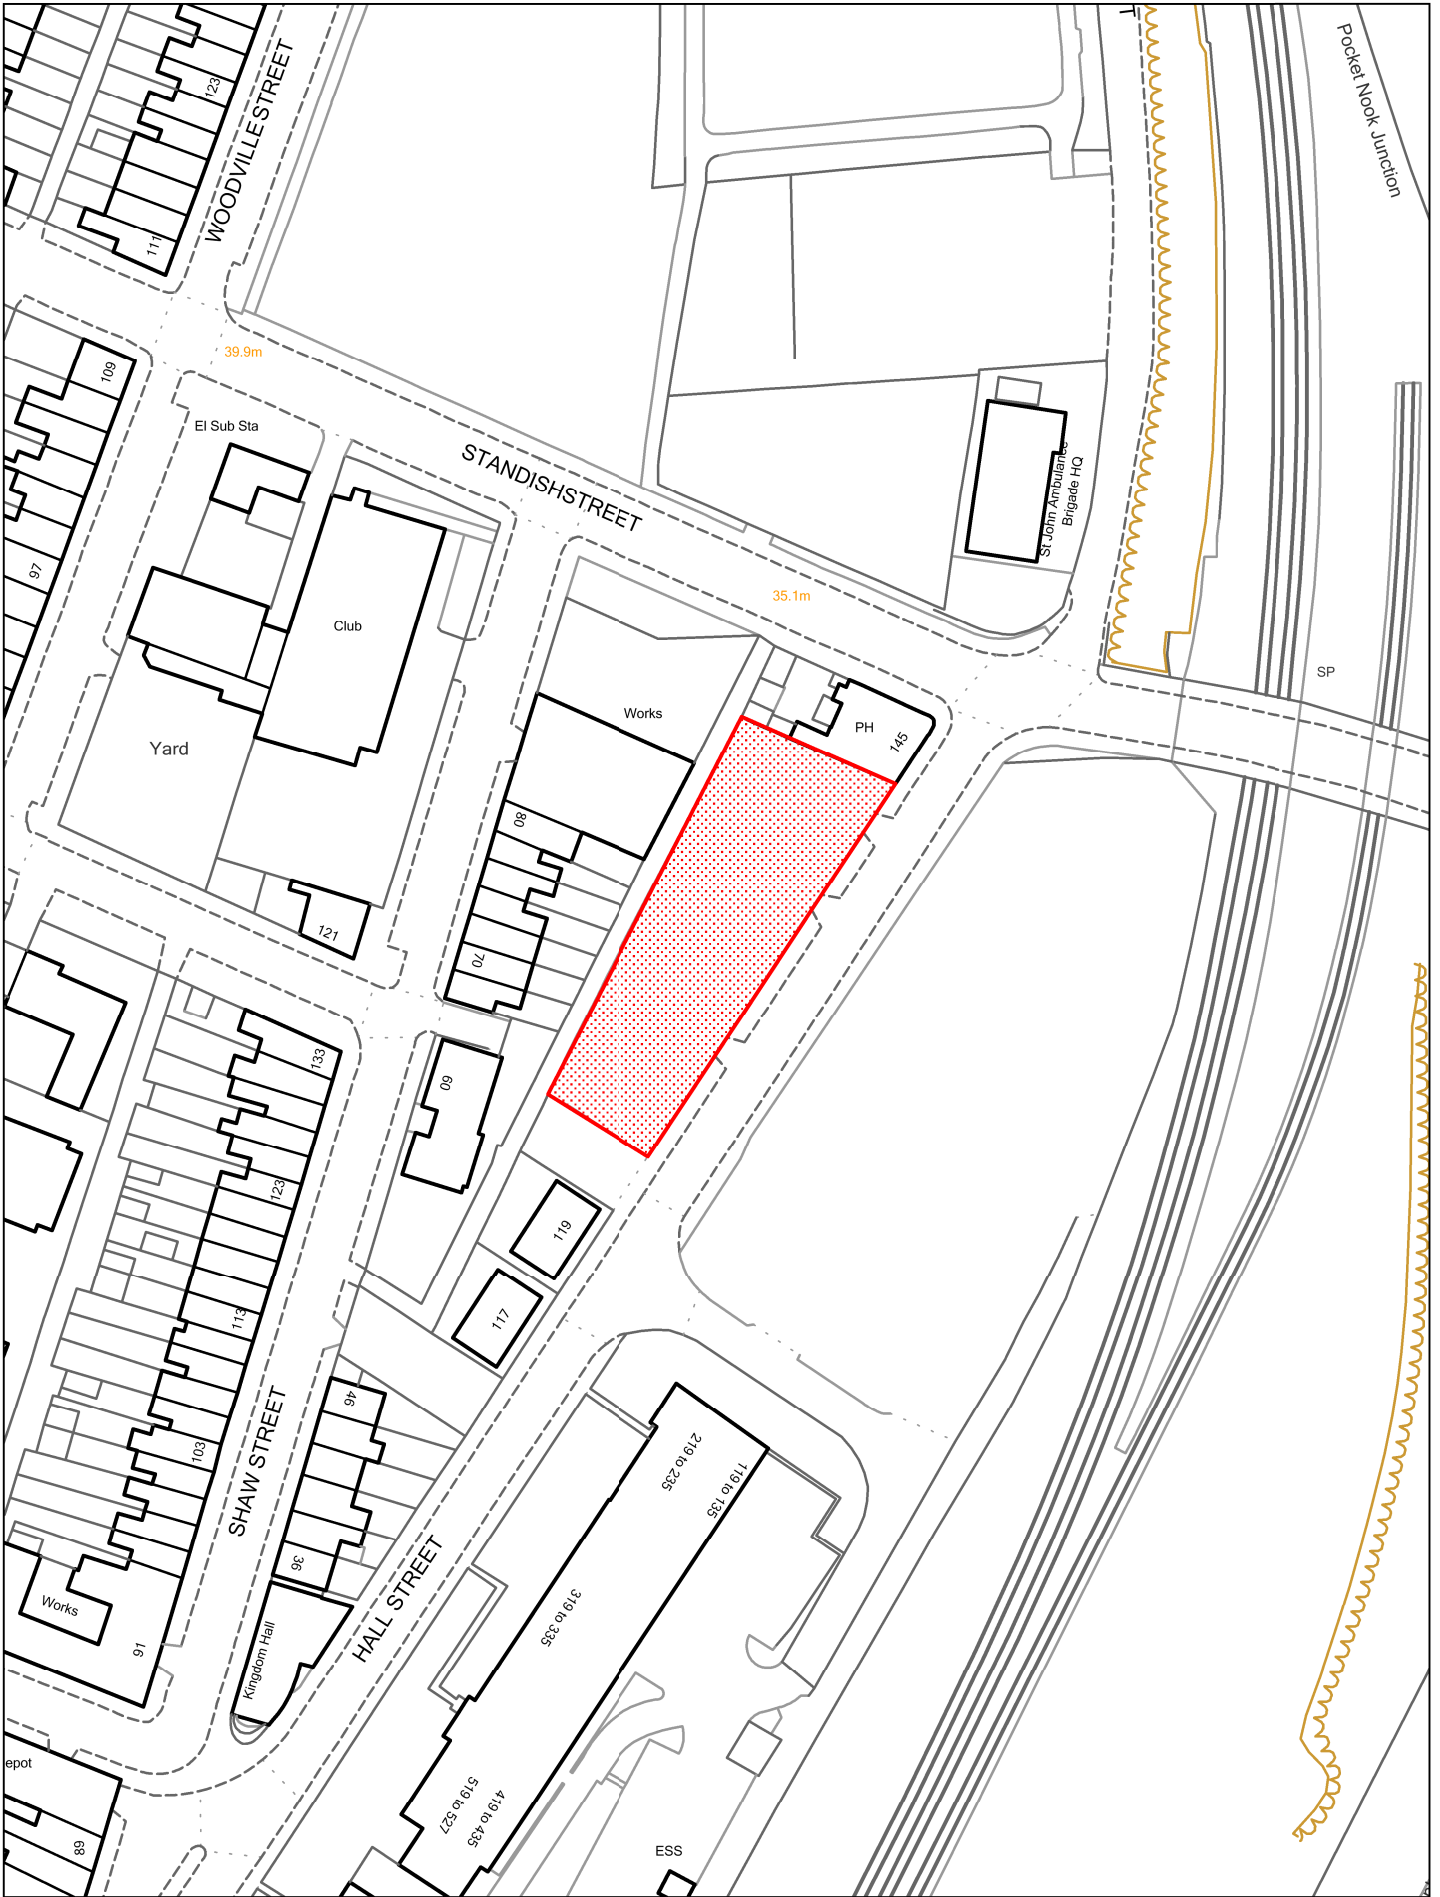 Pocket Nook Junction
T
WOODVILLE STREET
123
111
39.9m
109
El Sub Sta
STANDISHSTREET
St John Ambulance
Brigade HQ
97
35.1m
Club
SP
Works
PH
145
Yard
80
121
70
133
60
123
119
117
113
46
103
219 to 235
119 to 135
SHAW STREET
36
HALL STREET
319 to 335
Works
91
Kingdom Hall
epot
519 to 527
419 to 435
89
ESS